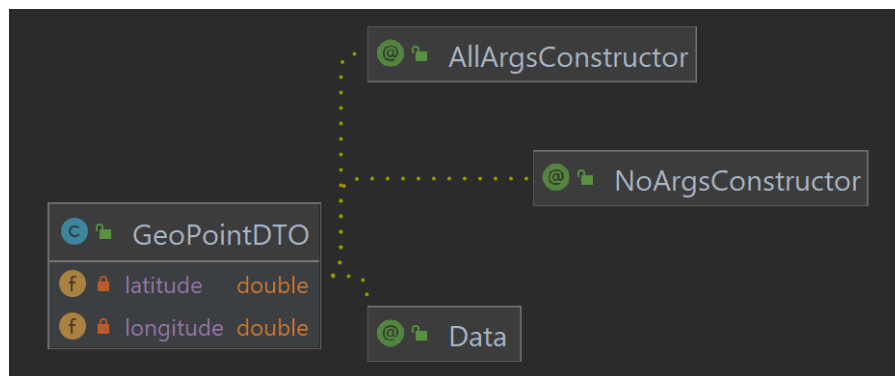 @ AllArgsConstructor
@ NoArgsConstructor
C GeoPointDTO
f latitude double
f longitude double
@ Data